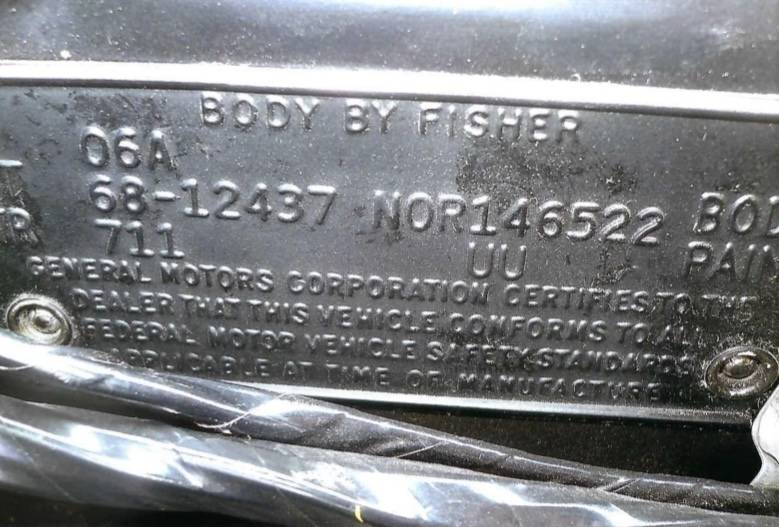 BODY BY FISHER
06A
68-12437 NOR146522 BOD
TR 711 UU PAIN
GENERAL MOTORS CORPORATION CERTIFIES TO THE
DEALER THAT THIS VEHICLE CONFORMS TO ALL
FEDERAL MOTOR VEHICLE SAFETY STANDARDS
APPLICABLE AT TIME OF MANUFACTURE